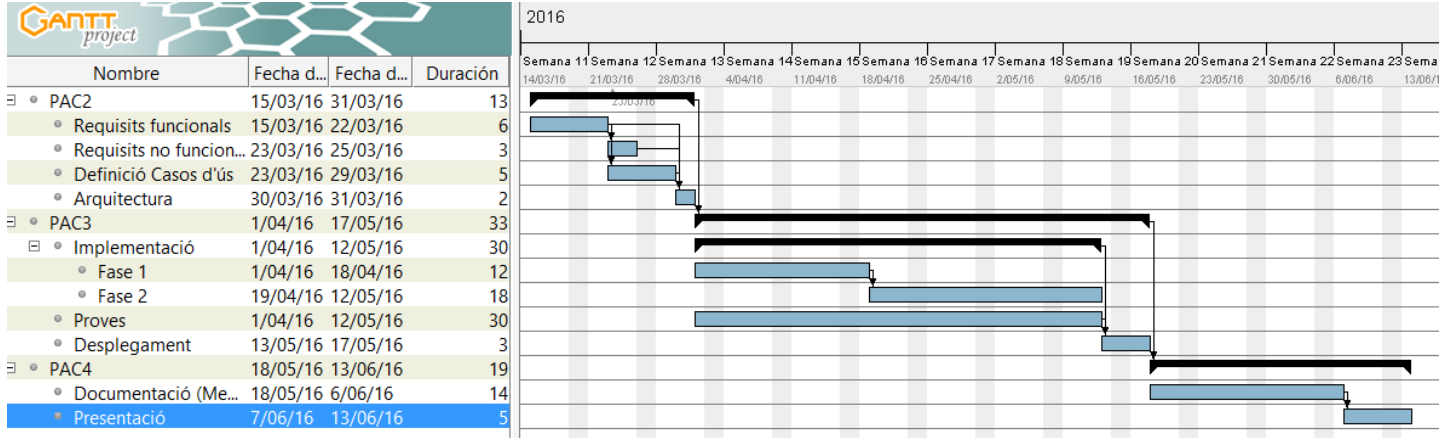 GANTT
project
2016
Semana 11 Semana 12 Semana 13 Semana 14 Semana 15 Semana 16 Semana 17 Semana 18 Semana 19 Semana 20 Semana 21 Semana 22 Semana 23 Sema
Nombre Fecha d... Fecha d... Duración
14/03/16 21/03/16 28/03/16 4/04/16 11/04/16 18/04/16 25/04/16 2/05/16 9/05/16 16/05/16 23/05/16 30/05/16 6/06/16 13/06/1
PAC2 15/03/16 31/03/16 13
23/03/16
Requisits funcionals 15/03/16 22/03/16 6
Requisits no funcion... 23/03/16 25/03/16 3
Definició Casos d'ús 23/03/16 29/03/16 5
Arquitectura 30/03/16 31/03/16 2
PAC3 1/04/16 17/05/16 33
Implementació 1/04/16 12/05/16 30
Fase 1 1/04/16 18/04/16 12
Fase 2 19/04/16 12/05/16 18
Proves 1/04/16 12/05/16 30
Desplegament 13/05/16 17/05/16 3
PAC4 18/05/16 13/06/16 19
Documentació (Me... 18/05/16 6/06/16 14
Presentació 7/06/16 13/06/16 5